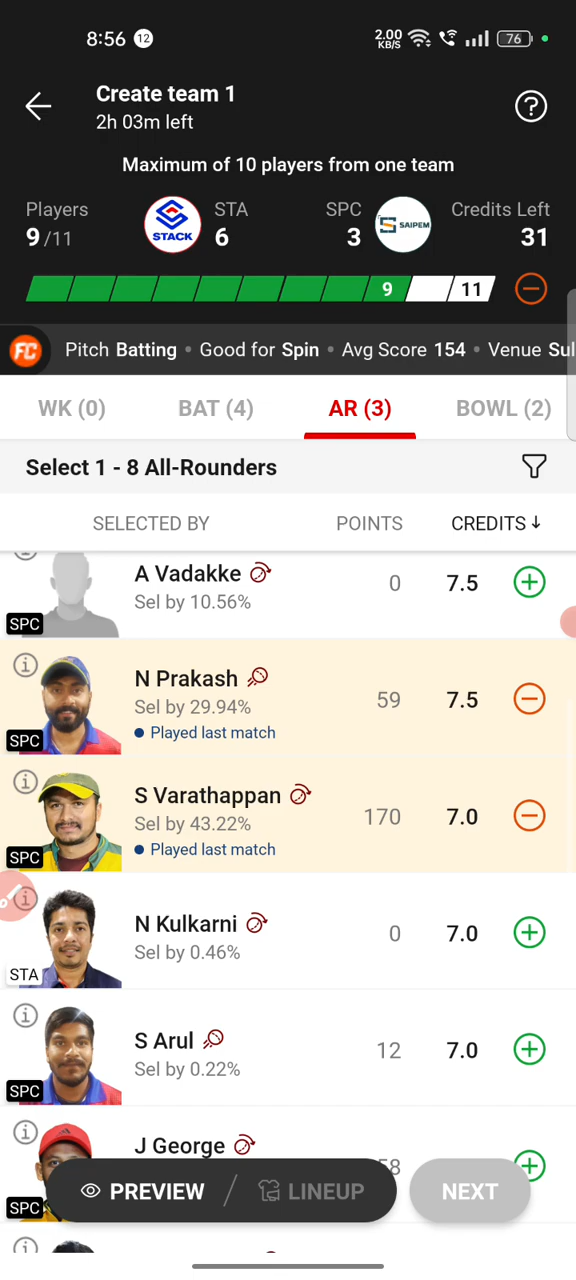 8:56 12 2.00 KB/S 76
Create team 1
2h 03m left
Maximum of 10 players from one team
Players STA SPC Credits Left
9/11 STACK 6 3 SAIPEM 31
9 11
FC Pitch Batting • Good for Spin • Avg Score 154 • Venue Sul
WK (0) BAT (4) AR (3) BOWL (2)
Select 1 - 8 All-Rounders
SELECTED BY POINTS CREDITS↓
A Vadakke 0 7.5
Sel by 10.56%
SPC
N Prakash 59 7.5
Sel by 29.94%
Played last match
SPC
S Varathappan 170 7.0
Sel by 43.22%
Played last match
SPC
N Kulkarni 0 7.0
Sel by 0.46%
STA
S Arul 12 7.0
Sel by 0.22%
SPC
J George
SPC
PREVIEW / LINEUP NEXT